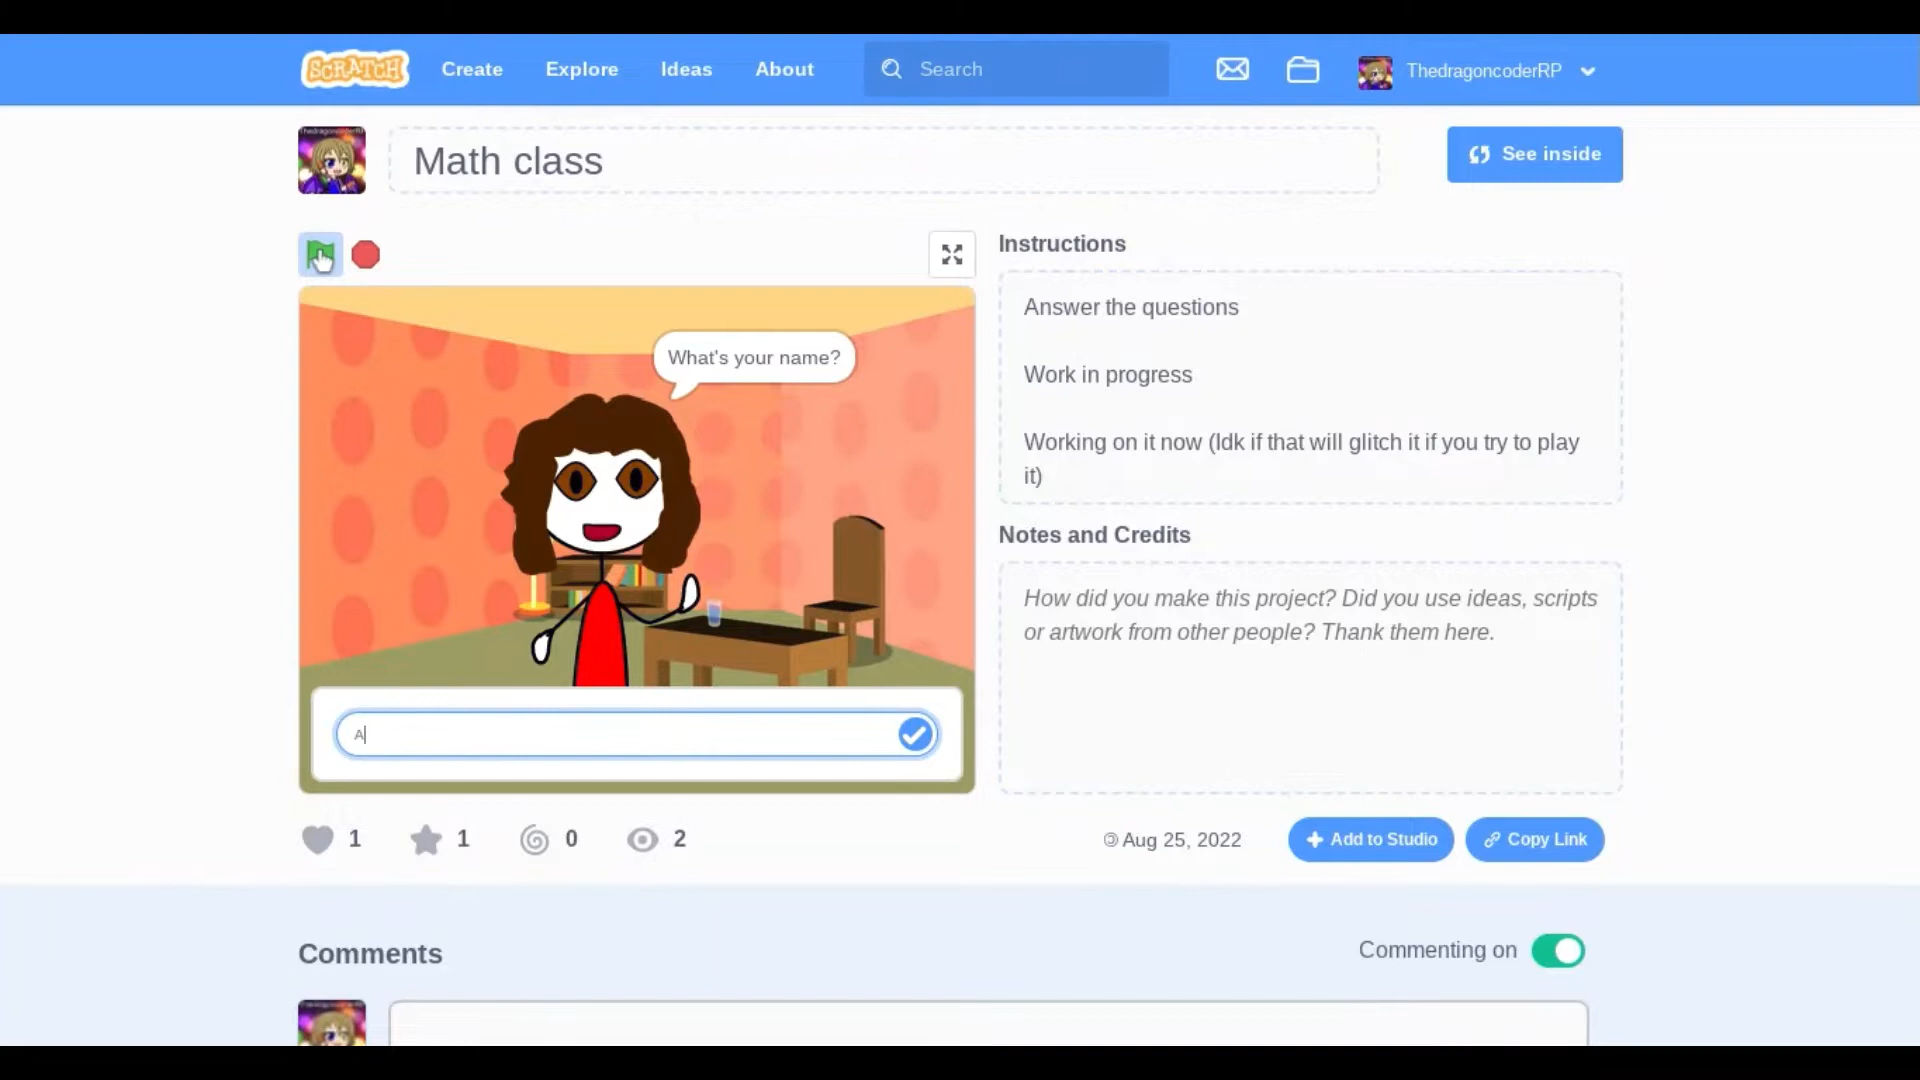 SCRATCH Create Explore Ideas About Search ThedragoncoderRP
Math class
See inside
Instructions
Answer the questions
Work in progress
Working on it now (Idk if that will glitch it if you try to play
it)
What's your name?
A
Notes and Credits
How did you make this project? Did you use ideas, scripts
or artwork from other people? Thank them here.
1 1 0 2
© Aug 25, 2022
Add to Studio
Copy Link
Comments
Commenting on